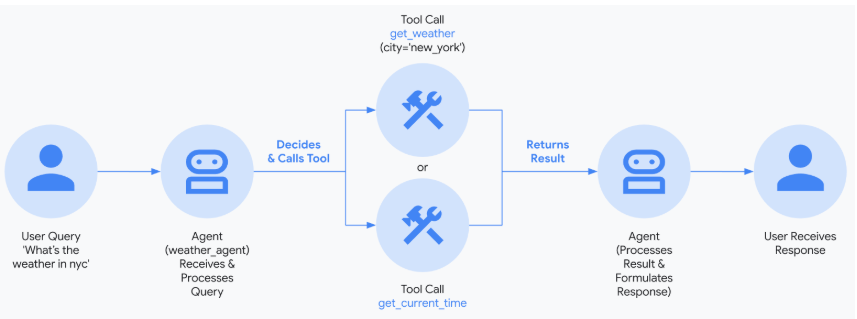 Tool Call
get_weather
(city='new_york')
Decides
& Calls Tool
or
Returns
Result
User Query
'What's the
weather in nyc'
Agent
(weather_agent)
Receives &
Processes
Query
Tool Call
get_current_time
Agent
(Processes
Result &
Formulates
Response)
User Receives
Response